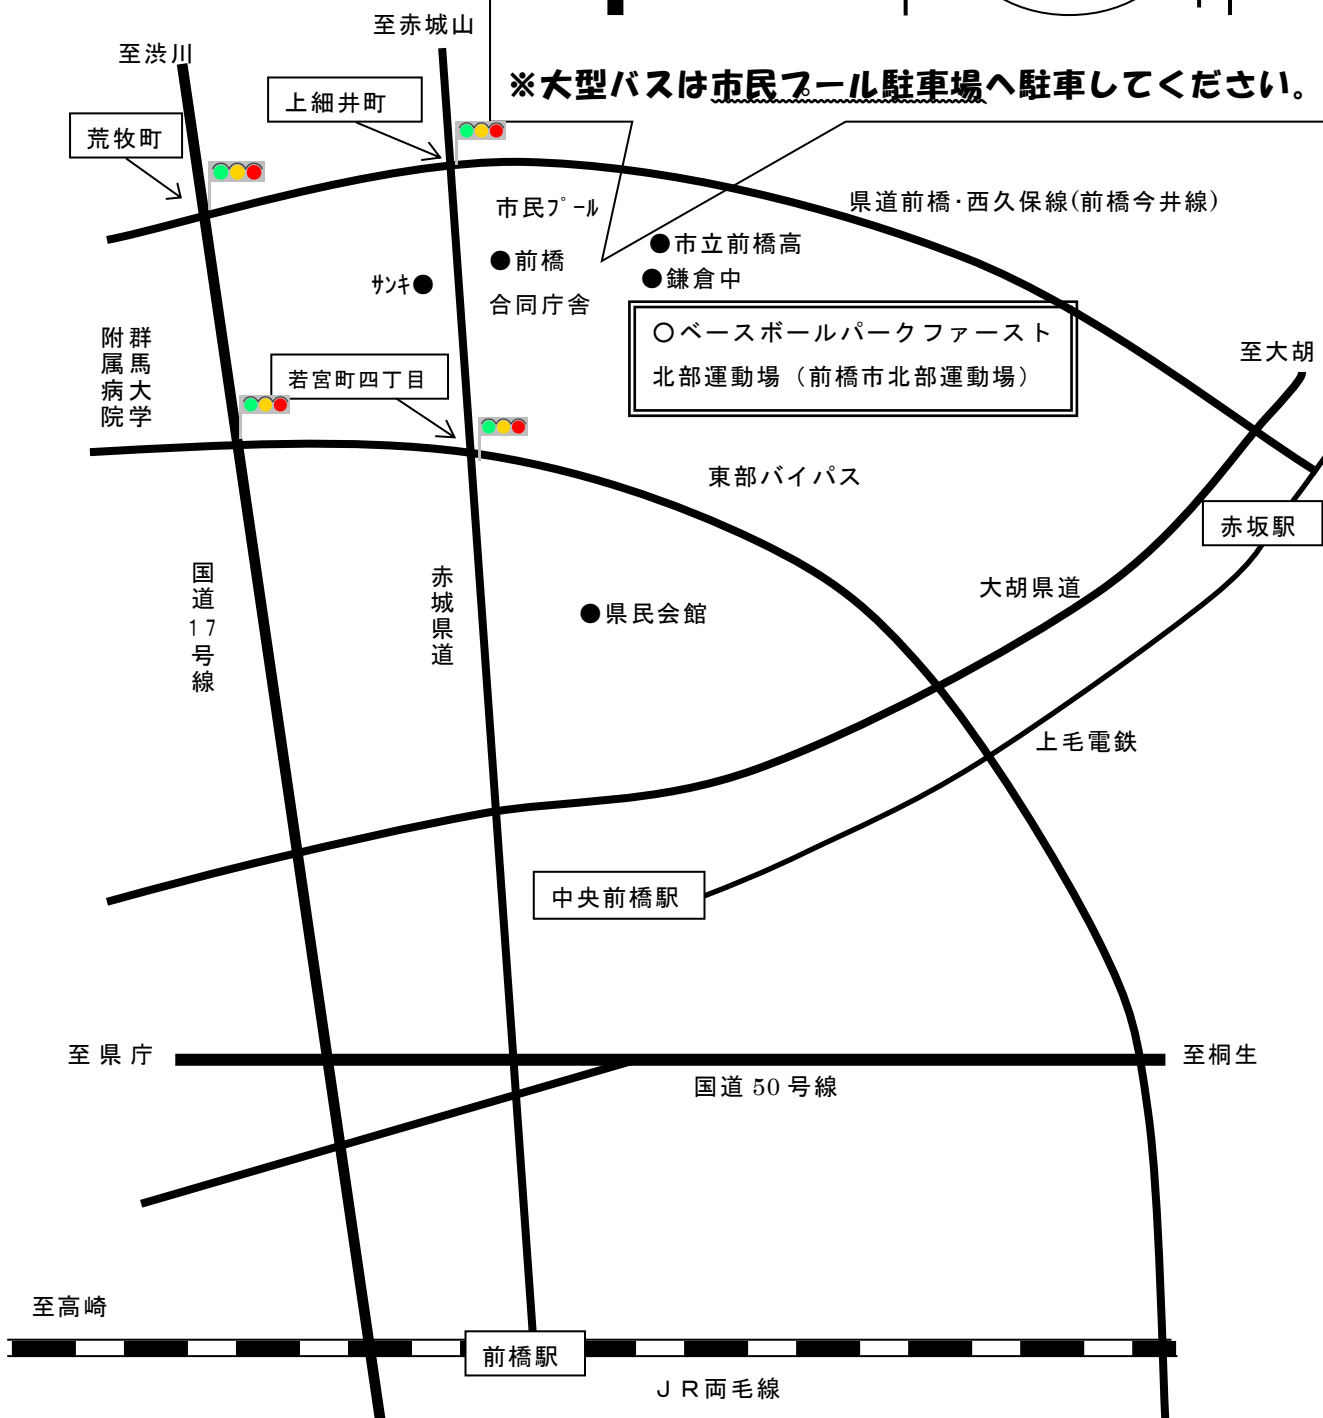 至赤城山
至渋川
※大型バスは市民プール駐車場へ駐車してください。
上細井町
荒牧町
県道前橋・西久保線(前橋今井線)
市民プール
●市立前橋高
●前橋
●鎌倉中
サンキ●
合同庁舎
〇ベースボールパークファースト
北部運動場（前橋市北部運動場）
群馬大学
附属病院
至大胡
若宮町四丁目
東部バイパス
赤坂駅
国道17号線
赤城県道
大胡県道
●県民会館
上毛電鉄
中央前橋駅
至県庁
至桐生
国道50号線
至高崎
前橋駅
ＪＲ両毛線